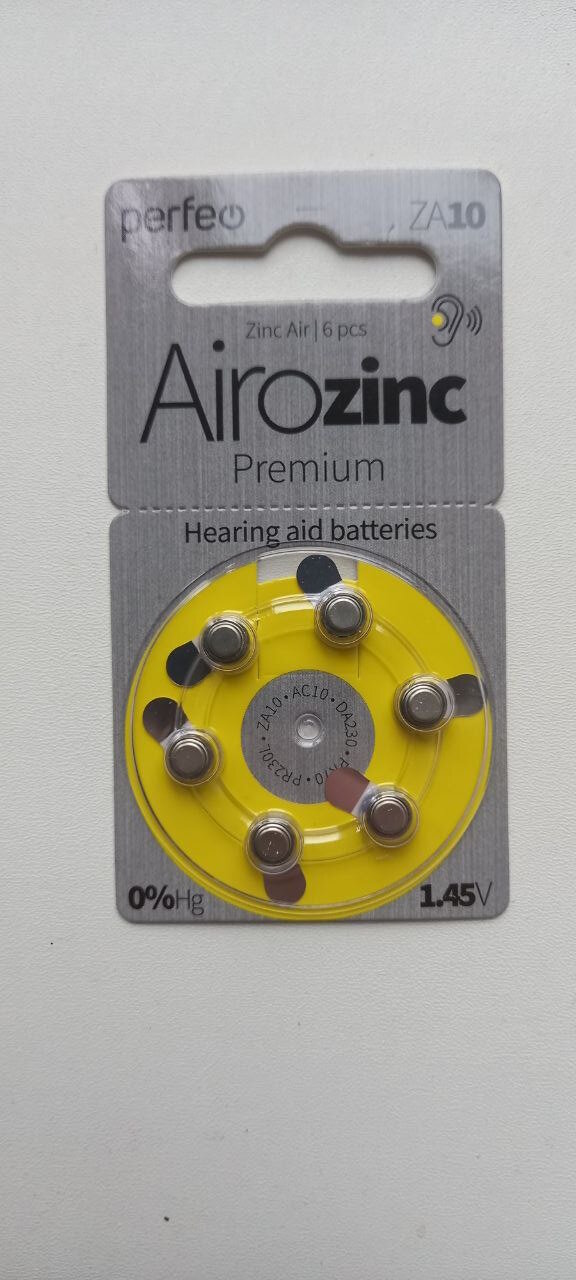 perfeo
ZA10
Zinc Air | 6 pcs
Airozinc
Premium
Hearing aid batteries
ZA10 • AC10 • DA230 • PR70 • PR230L •
0%Hg
1.45V